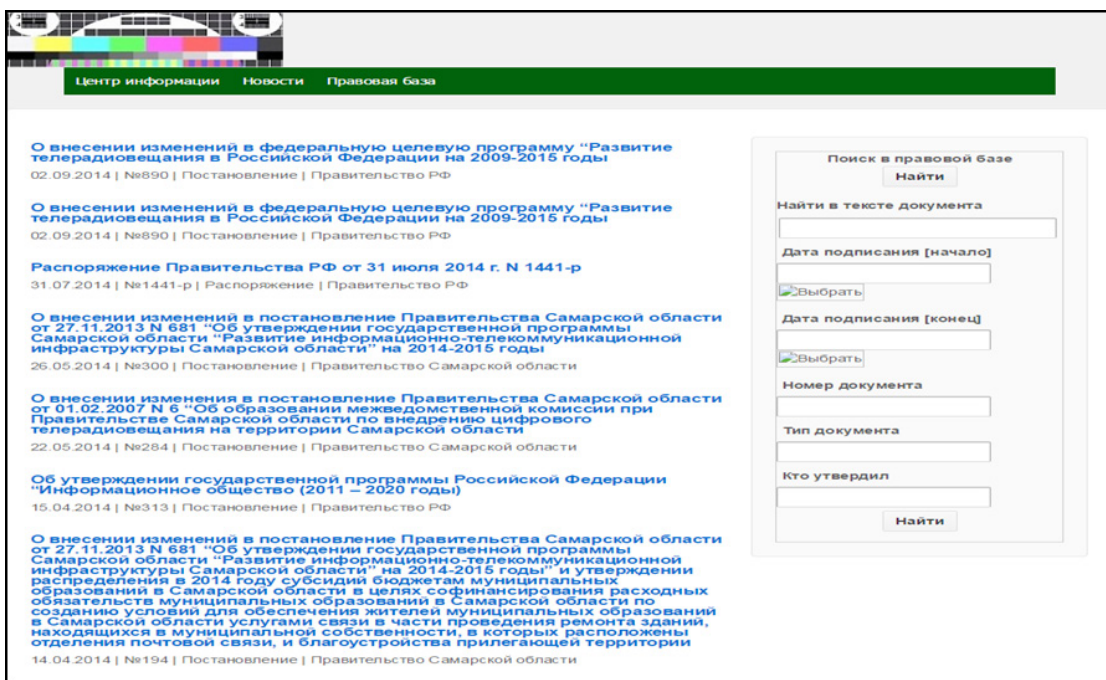 Центр информации Новости Правовая база
О внесении изменений в федеральную целевую программу “Развитие
телерадиовещания в Российской Федерации на 2009-2015 годы
02.09.2014 | №890 | Постановление | Правительство РФ
О внесении изменений в федеральную целевую программу “Развитие
телерадиовещания в Российской Федерации на 2009-2015 годы
02.09.2014 | №890 | Постановление | Правительство РФ
Распоряжение Правительства РФ от 31 июля 2014 г. N 1441-р
31.07.2014 | №1441-р | Распоряжение | Правительство РФ
О внесении изменений в постановление Правительства Самарской области
от 27.11.2013 N 681 “Об утверждении государственной программы
Самарской области “Развитие информационно-телекоммуникационной
инфраструктуры Самарской области” на 2014-2015 годы
26.05.2014 | №300 | Постановление | Правительство Самарской области
О внесении изменения в постановление Правительства Самарской области
от 01.02.2007 N 6 “Об образовании межведомственной комиссии при
Правительстве Самарской области по внедрению цифрового
телерадиовещания на территории Самарской области
22.05.2014 | №284 | Постановление | Правительство Самарской области
Об утверждении государственной программы Российской Федерации
“Информационное общество (2011 – 2020 годы)
15.04.2014 | №313 | Постановление | Правительство РФ
О внесении изменений в постановление Правительства Самарской области
от 27.11.2013 N 681 “Об утверждении государственной программы
Самарской области “Развитие информационно-телекоммуникационной
инфраструктуры Самарской области” на 2014-2015 годы” и утверждении
распределения в 2014 году субсидий бюджетам муниципальных
образований в Самарской области в целях софинансирования расходных
обязательств муниципальных образований в Самарской области по
созданию условий для обеспечения жителей муниципальных образований
в Самарской области услугами связи в части проведения ремонта зданий,
находящихся в муниципальной собственности, в которых расположены
отделения почтовой связи, и благоустройства прилегающей территории
14.04.2014 | №194 | Постановление | Правительство Самарской области
Поиск в правовой базе
Найти
Найти в тексте документа
Дата подписания [начало]
Выбрать
Дата подписания [конец]
Выбрать
Номер документа
Тип документа
Кто утвердил
Найти